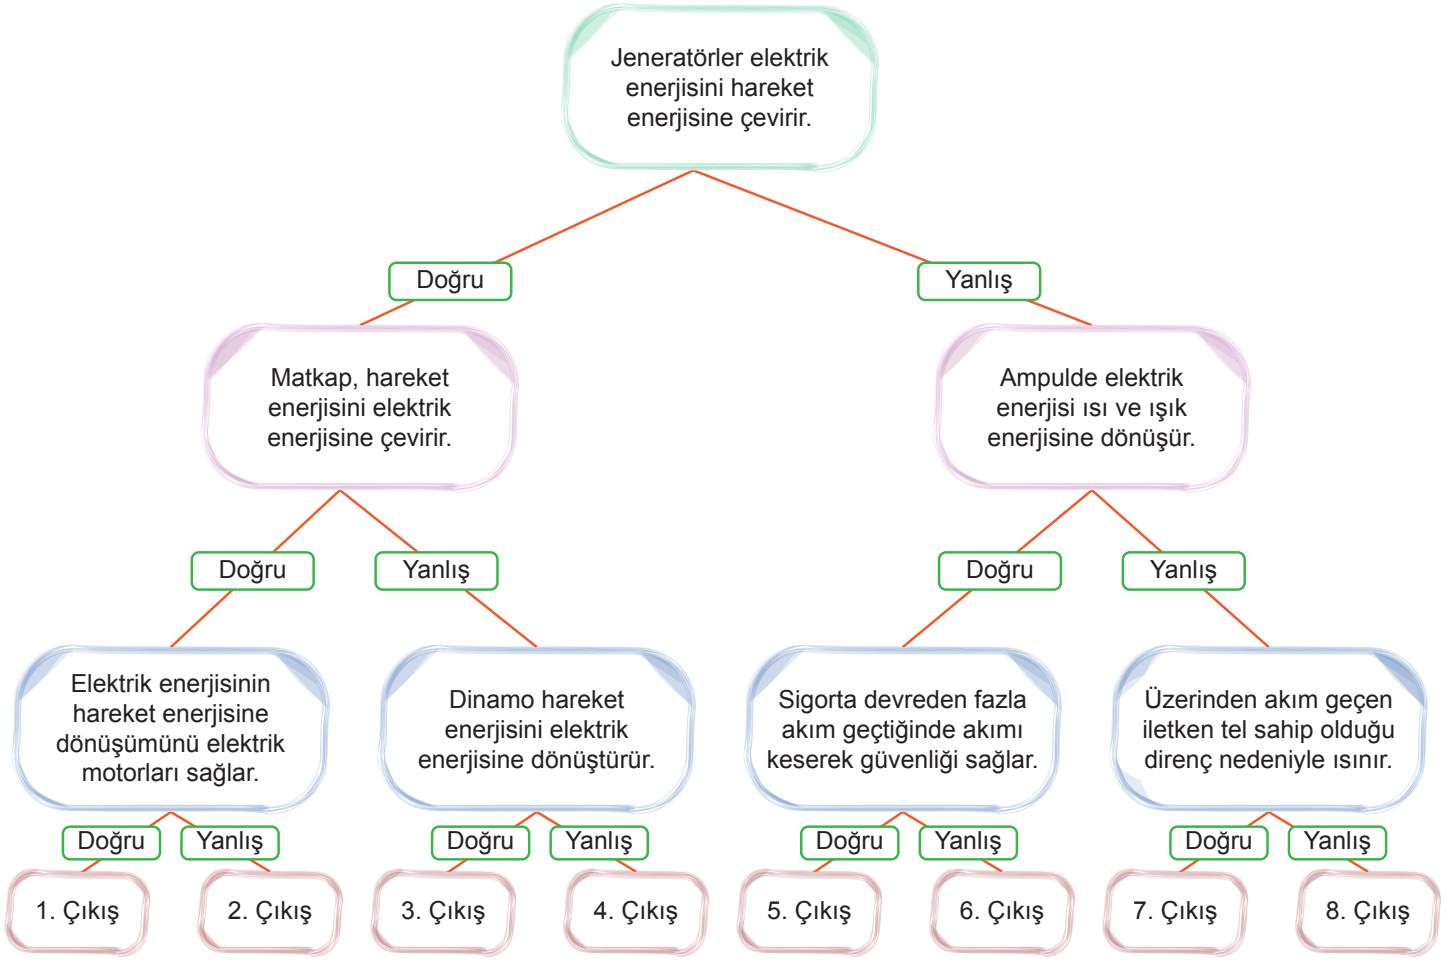 Jeneratörler elektrik
enerjisini hareket
enerjisine çevirir.
Doğru
Yanlış
Matkap, hareket
enerjisini elektrik
enerjisine çevirir.
Ampulde elektrik
enerjisi ısı ve ışık
enerjisine dönüşür.
Doğru
Yanlış
Doğru
Yanlış
Elektrik enerjisinin
hareket enerjisine
dönüşümünü elektrik
motorları sağlar.
Dinamo hareket
enerjisini elektrik
enerjisine dönüştürür.
Sigorta devreden fazla
akım geçtiğinde akımı
keserek güvenliği sağlar.
Üzerinden akım geçen
iletken tel sahip olduğu
direnç nedeniyle ısınır.
Doğru
Yanlış
Doğru
Yanlış
Doğru
Yanlış
Doğru
Yanlış
1. Çıkış
2. Çıkış
3. Çıkış
4. Çıkış
5. Çıkış
6. Çıkış
7. Çıkış
8. Çıkış